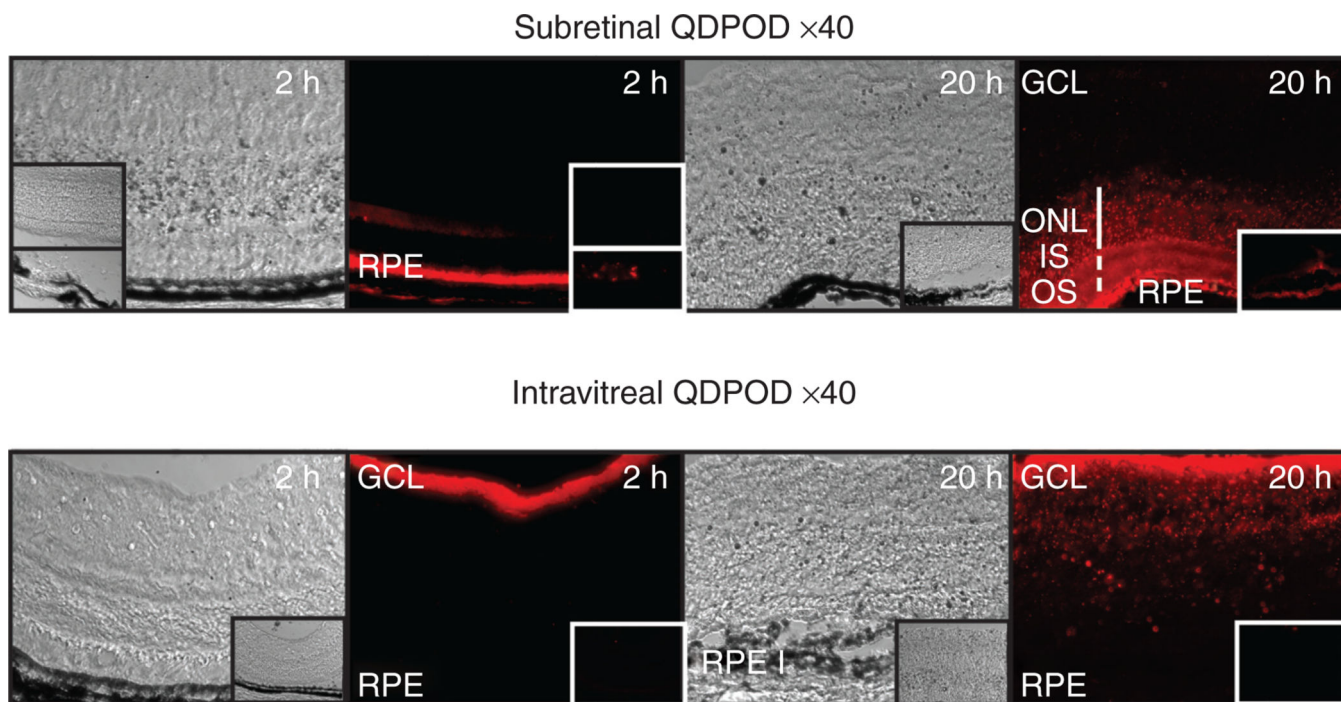 Subretinal QDPOD ×40
2 h
2 h
RPE
20 h
GCL
20 h
ONL
IS
OS
RPE
Intravitreal QDPOD ×40
2 h
GCL
2 h
RPE
20 h
RPE I
GCL
20 h
RPE